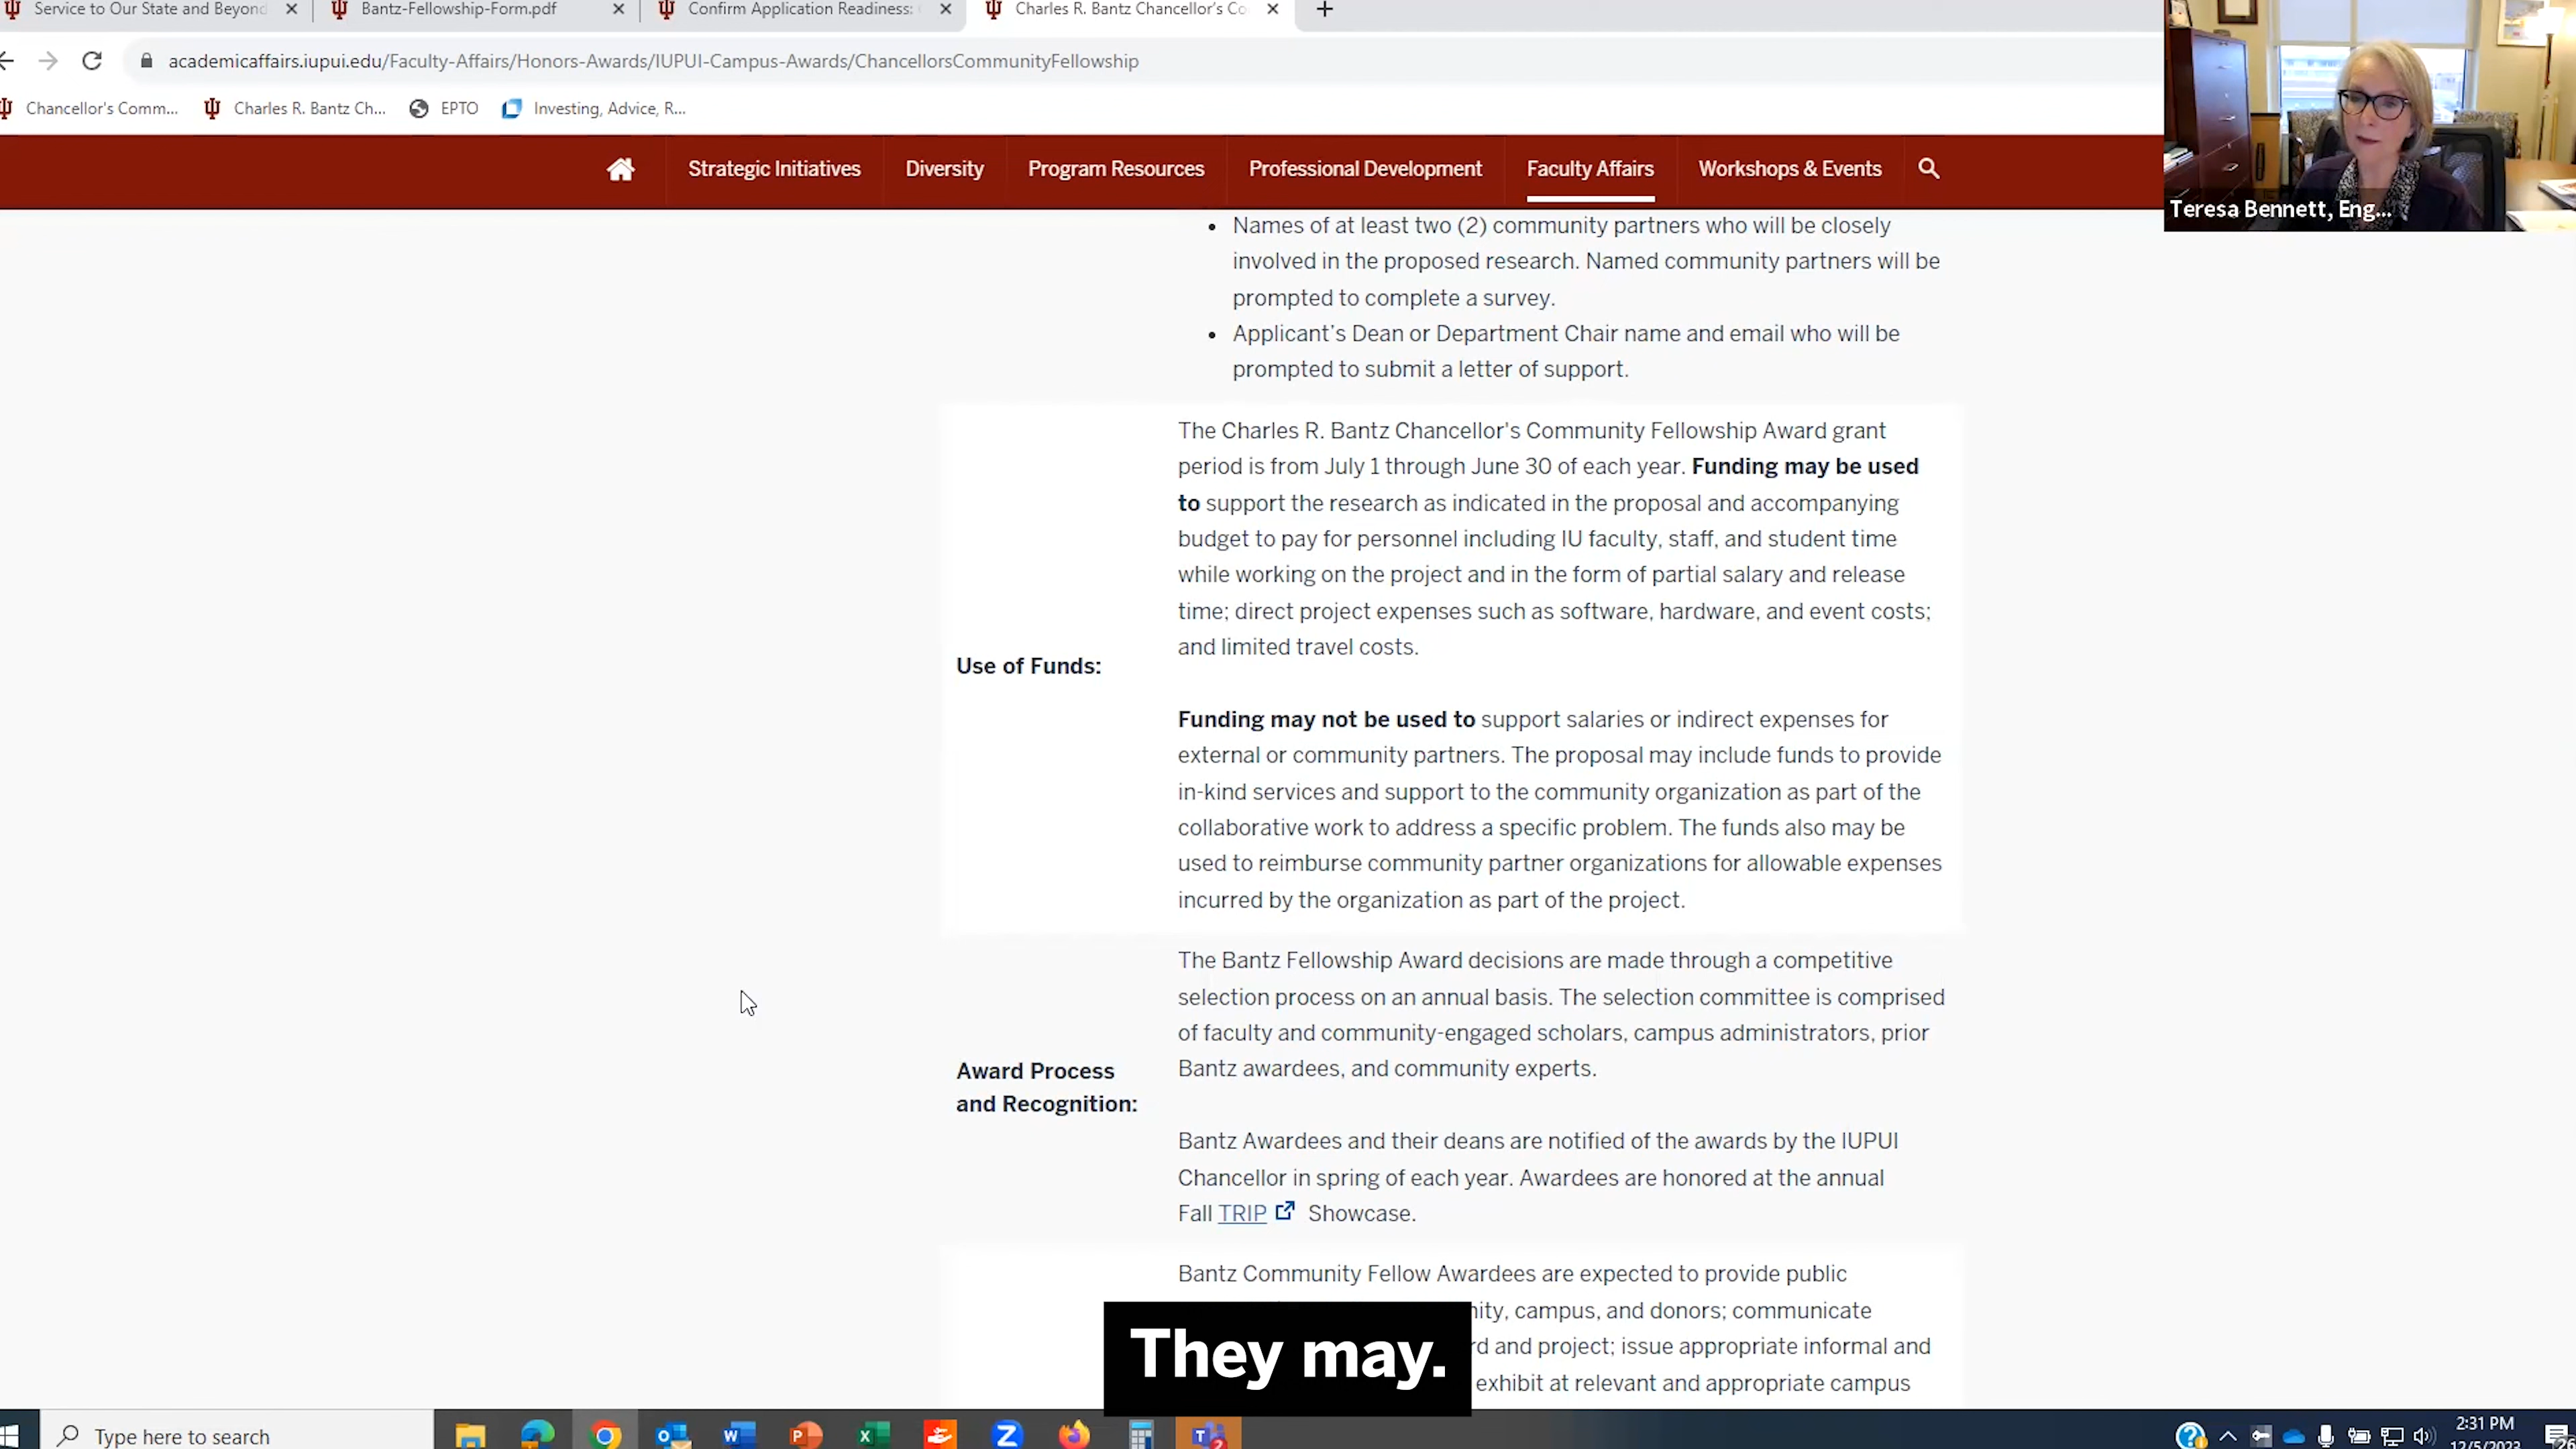 Service to Our State and Beyond
Bantz-Fellowship-Form.pdf
Confirm Application Readiness:
Charles R. Bantz Chancellor's Co
academicaffairs.iupui.edu/Faculty-Affairs/Honors-Awards/IUPUI-Campus-Awards/ChancellorsCommunityFellowship
Chancellor's Comm...
Charles R. Bantz Ch...
EPTO
Investing, Advice, R...
Strategic Initiatives
Diversity
Program Resources
Professional Development
Faculty Affairs
Workshops & Events
Teresa Bennett, Eng...
• Names of at least two (2) community partners who will be closely
involved in the proposed research. Named community partners will be
prompted to complete a survey.
• Applicant's Dean or Department Chair name and email who will be
prompted to submit a letter of support.
Use of Funds:
The Charles R. Bantz Chancellor's Community Fellowship Award grant
period is from July 1 through June 30 of each year. Funding may be used
to support the research as indicated in the proposal and accompanying
budget to pay for personnel including IU faculty, staff, and student time
while working on the project and in the form of partial salary and release
time; direct project expenses such as software, hardware, and event costs;
and limited travel costs.
Funding may not be used to support salaries or indirect expenses for
external or community partners. The proposal may include funds to provide
in-kind services and support to the community organization as part of the
collaborative work to address a specific problem. The funds also may be
used to reimburse community partner organizations for allowable expenses
incurred by the organization as part of the project.
Award Process
and Recognition:
The Bantz Fellowship Award decisions are made through a competitive
selection process on an annual basis. The selection committee is comprised
of faculty and community-engaged scholars, campus administrators, prior
Bantz awardees, and community experts.
Bantz Awardees and their deans are notified of the awards by the IUPUI
Chancellor in spring of each year. Awardees are honored at the annual
Fall TRIP Showcase.
Bantz Community Fellow Awardees are expected to provide public
campus, and donors; communicate
and project; issue appropriate informal and
exhibit at relevant and appropriate campus
They may.
Type here to search
2:31 PM
12/5/2023